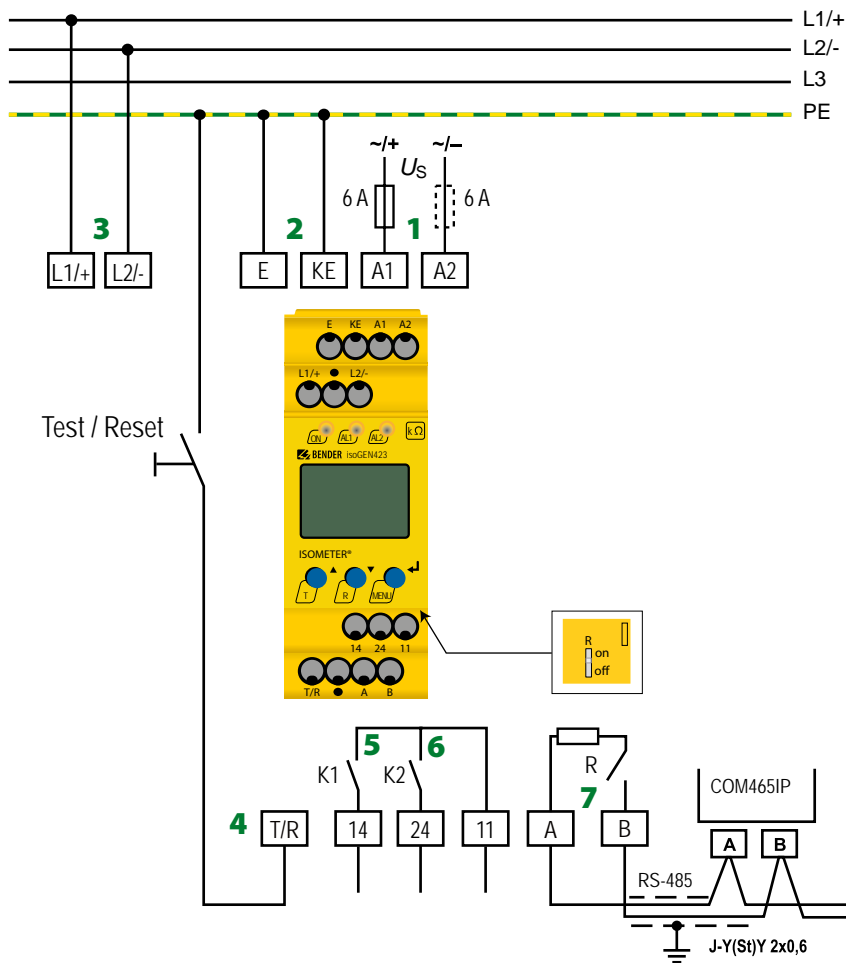 L1/+
L2/-
L3
PE
~/+ ~/–
US
6 A 6 A
3 2 1
L1/+ L2/- E KE A1 A2
E KE A1 A2
L1/+ L2/-
Test / Reset
ON AL1 AL2 kΩ
BENDER isoGEN423
ISOMETER®
T R MENU
R
on
off
14 24 11
T/R A B
5 6
K1 K2 R
7
COM465IP
4 T/R 14 24 11 A B
A B
RS-485
J-Y(St)Y 2x0,6